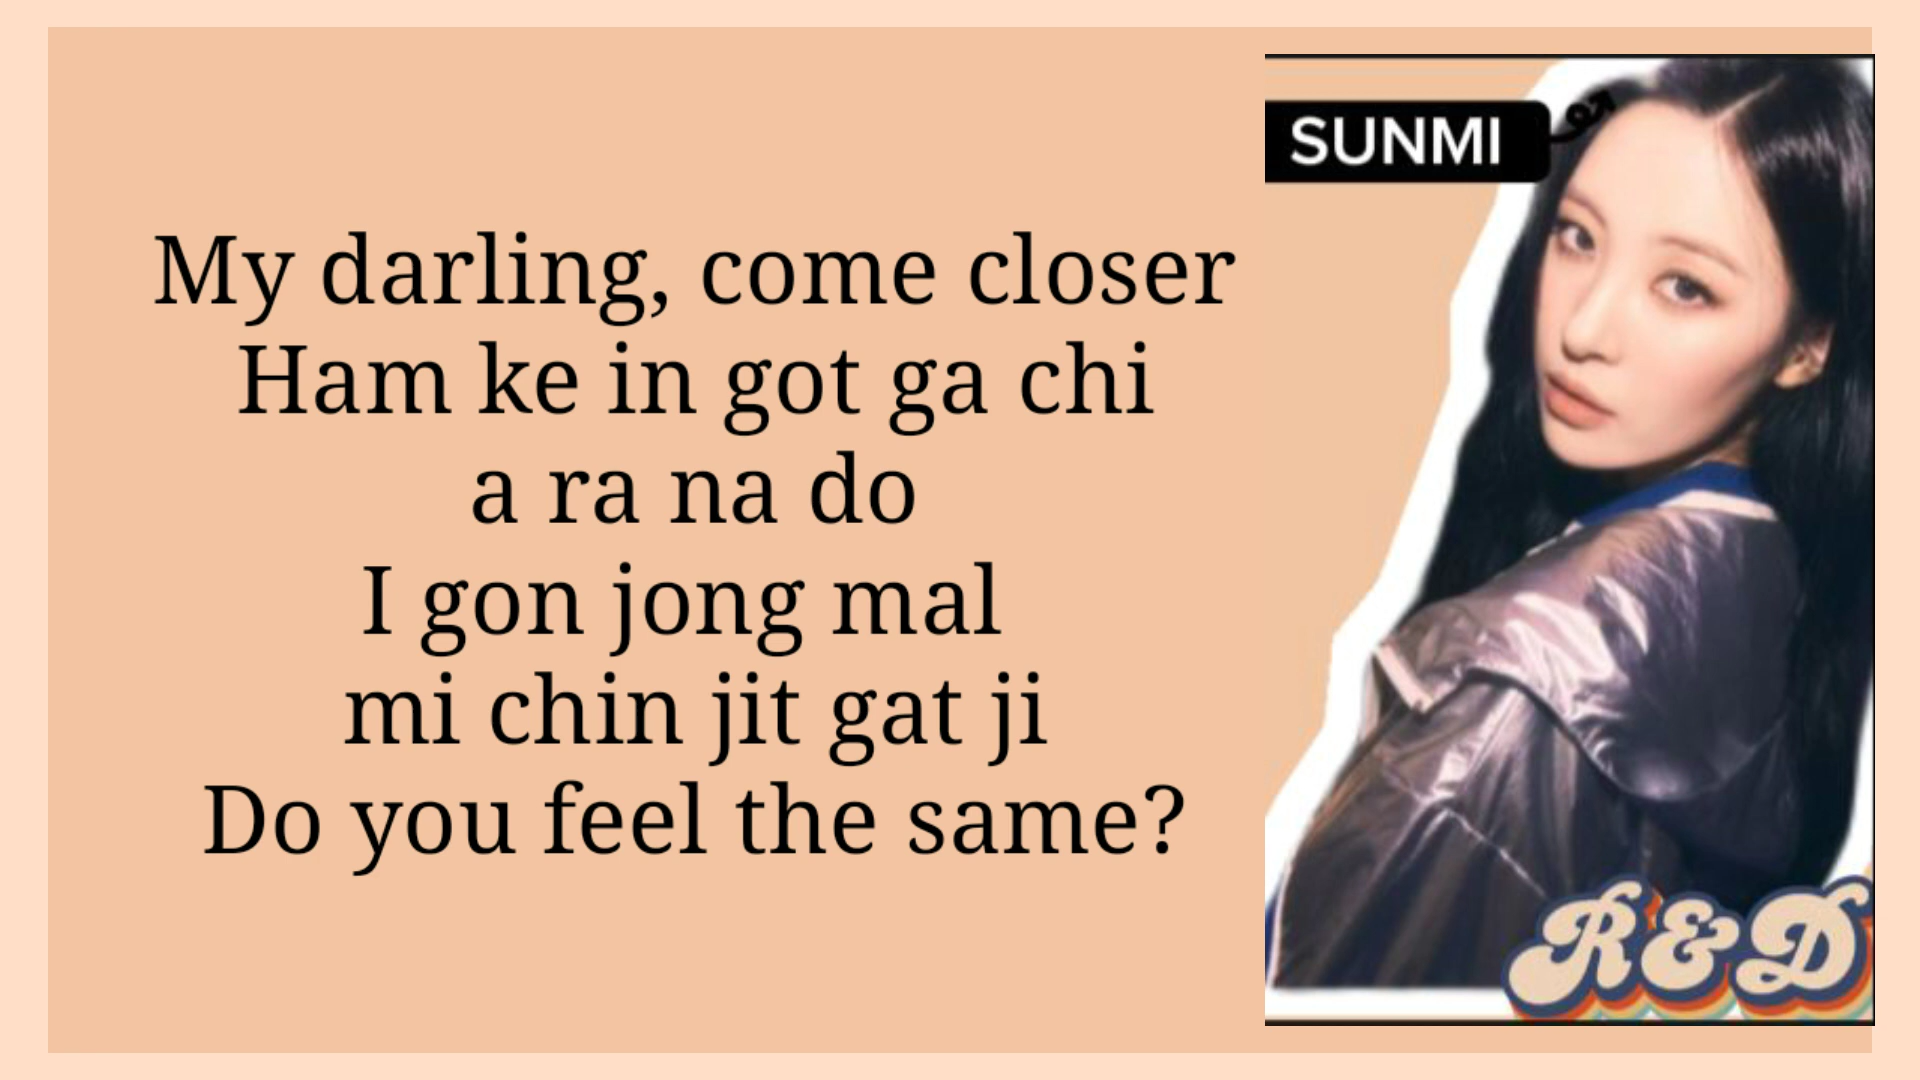 My darling, come closer
Ham ke in got ga chi
a ra na do
I gon jong mal
mi chin jit gat ji
Do you feel the same?
SUNMI
R&D